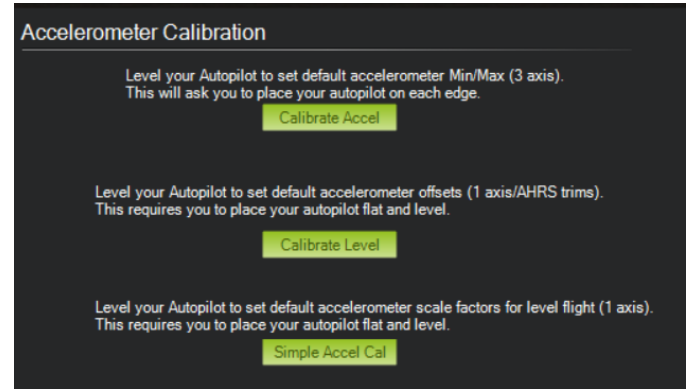 Accelerometer Calibration
Level your Autopilot to set default accelerometer Min/Max (3 axis).
This will ask you to place your autopilot on each edge.
Calibrate Accel
Level your Autopilot to set default accelerometer offsets (1 axis/AHRS trims).
This requires you to place your autopilot flat and level.
Calibrate Level
Level your Autopilot to set default accelerometer scale factors for level flight (1 axis).
This requires you to place your autopilot flat and level.
Simple Accel Cal